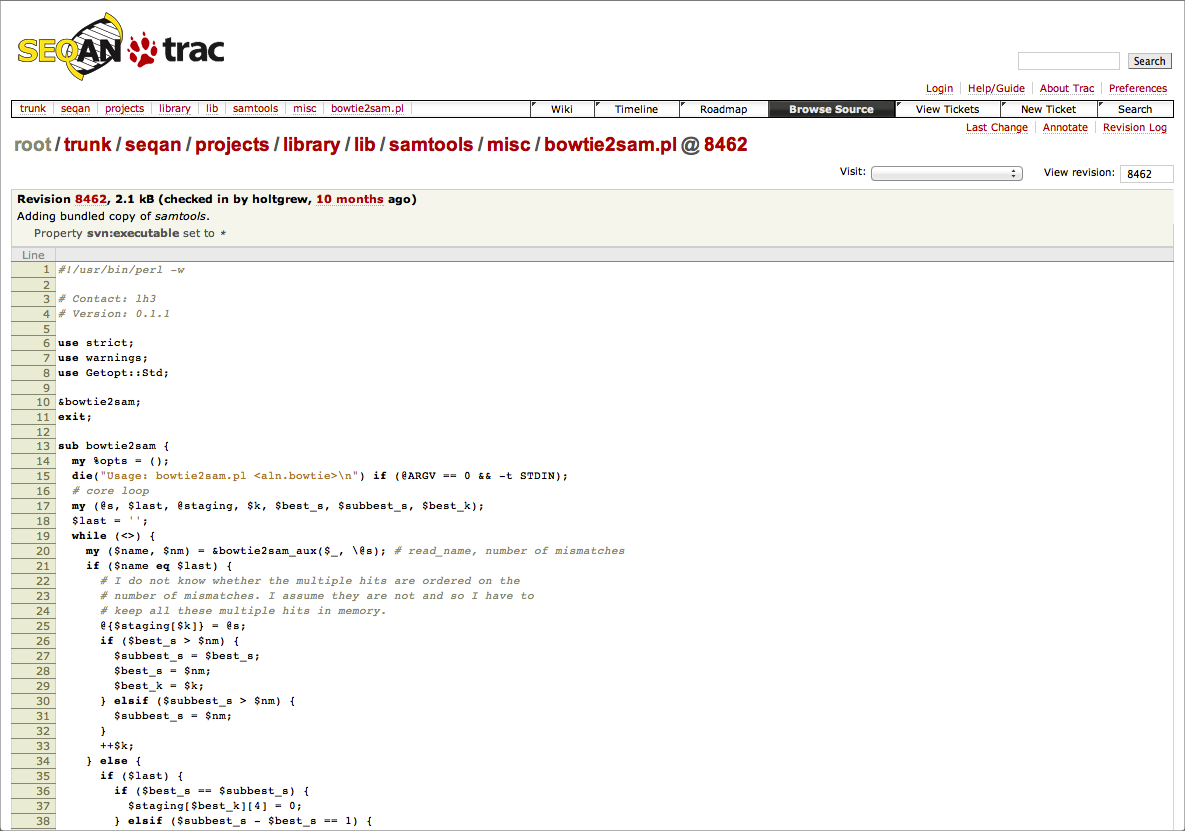 SEQAN trac
Search
Login Help/Guide About Trac Preferences
trunk seqan projects library lib samtools misc bowtie2sam.pl Wiki Timeline Roadmap Browse Source View Tickets New Ticket Search
Last Change Annotate Revision Log
root/trunk/seqan/projects/library/lib/samtools/misc/bowtie2sam.pl @ 8462
Visit: View revision: 8462
Revision 8462, 2.1 kB (checked in by holtgrew, 10 months ago)
Adding bundled copy of samtools.
Property svn:executable set to *
Line
1 #!/usr/bin/perl -w
2
3 # Contact: lh3
4 # Version: 0.1.1
5
6 use strict;
7 use warnings;
8 use Getopt::Std;
9
10 &bowtie2sam;
11 exit;
12
13 sub bowtie2sam {
14 my %opts = ();
15 die("Usage: bowtie2sam.pl <aln.bowtie>\n") if (@ARGV == 0 && -t STDIN);
16 # core loop
17 my (@s, $last, @staging, $k, $best_s, $subbest_s, $best_k);
18 $last = '';
19 while (<>) {
20 my ($name, $nm) = &bowtie2sam_aux($_, \@s); # read_name, number of mismatches
21 if ($name eq $last) {
22 # I do not know whether the multiple hits are ordered on the
23 # number of mismatches. I assume they are not and so I have to
24 # keep all these multiple hits in memory.
25 @{$staging[$k]} = @s;
26 if ($best_s > $nm) {
27 $subbest_s = $best_s;
28 $best_s = $nm;
29 $best_k = $k;
30 } elsif ($subbest_s > $nm) {
31 $subbest_s = $nm;
32 }
33 ++$k;
34 } else {
35 if ($last) {
36 if ($best_s == $subbest_s) {
37 $staging[$best_k][4] = 0;
38 } elsif ($subbest_s - $best_s == 1) {